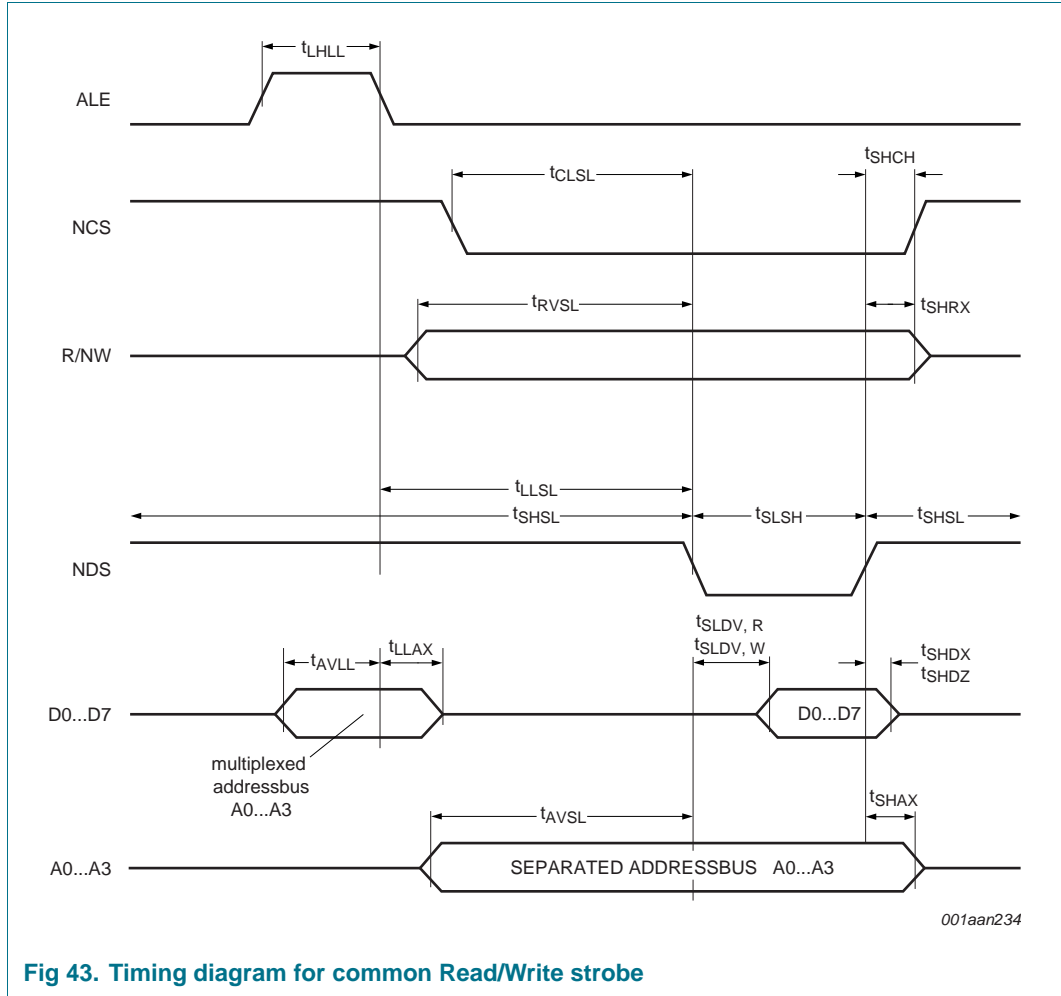 tLHLL
ALE
tSHCH
tCLSL
NCS
tRVSL
tSHRX
R/NW
tLLSL
tSHSL tSLSH tSHSL
NDS
tSLDV, R
tSLDV, W
tAVLL tLLAX
tSHDX
tSHDZ
D0...D7
D0...D7
multiplexed
addressbus
A0...A3
tSHAX
tAVSL
A0...A3 SEPARATED ADDRESSBUS A0...A3
001aan234
Fig 43. Timing diagram for common Read/Write strobe